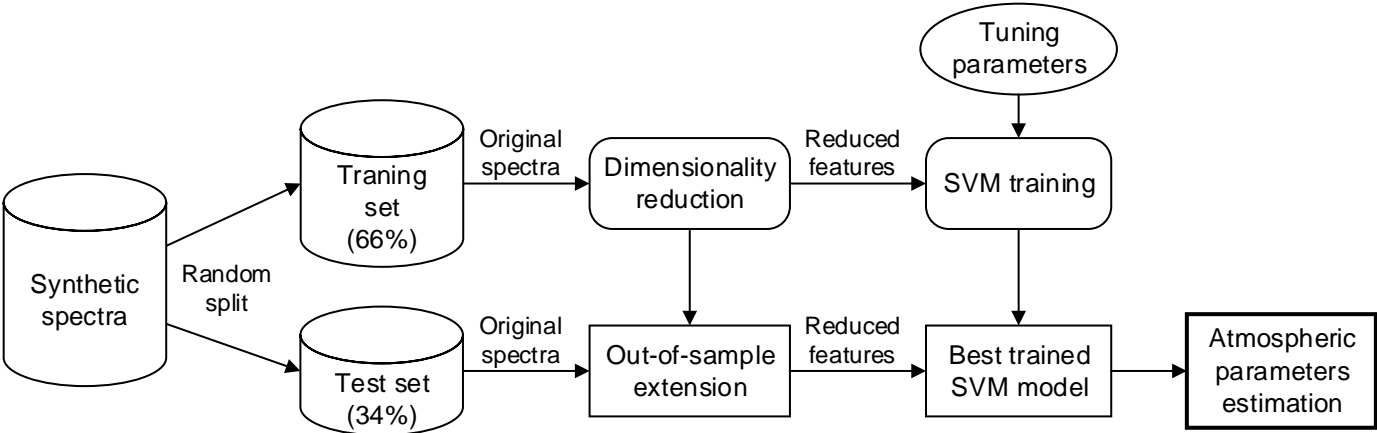 Tuning
parameters
Original
spectra
Reduced
features
Traning
set
(66%)
Dimensionality
reduction
SVM training
Synthetic
spectra
Random
split
Original
spectra
Reduced
features
Test set
(34%)
Out-of-sample
extension
Best trained
SVM model
Atmospheric
parameters
estimation